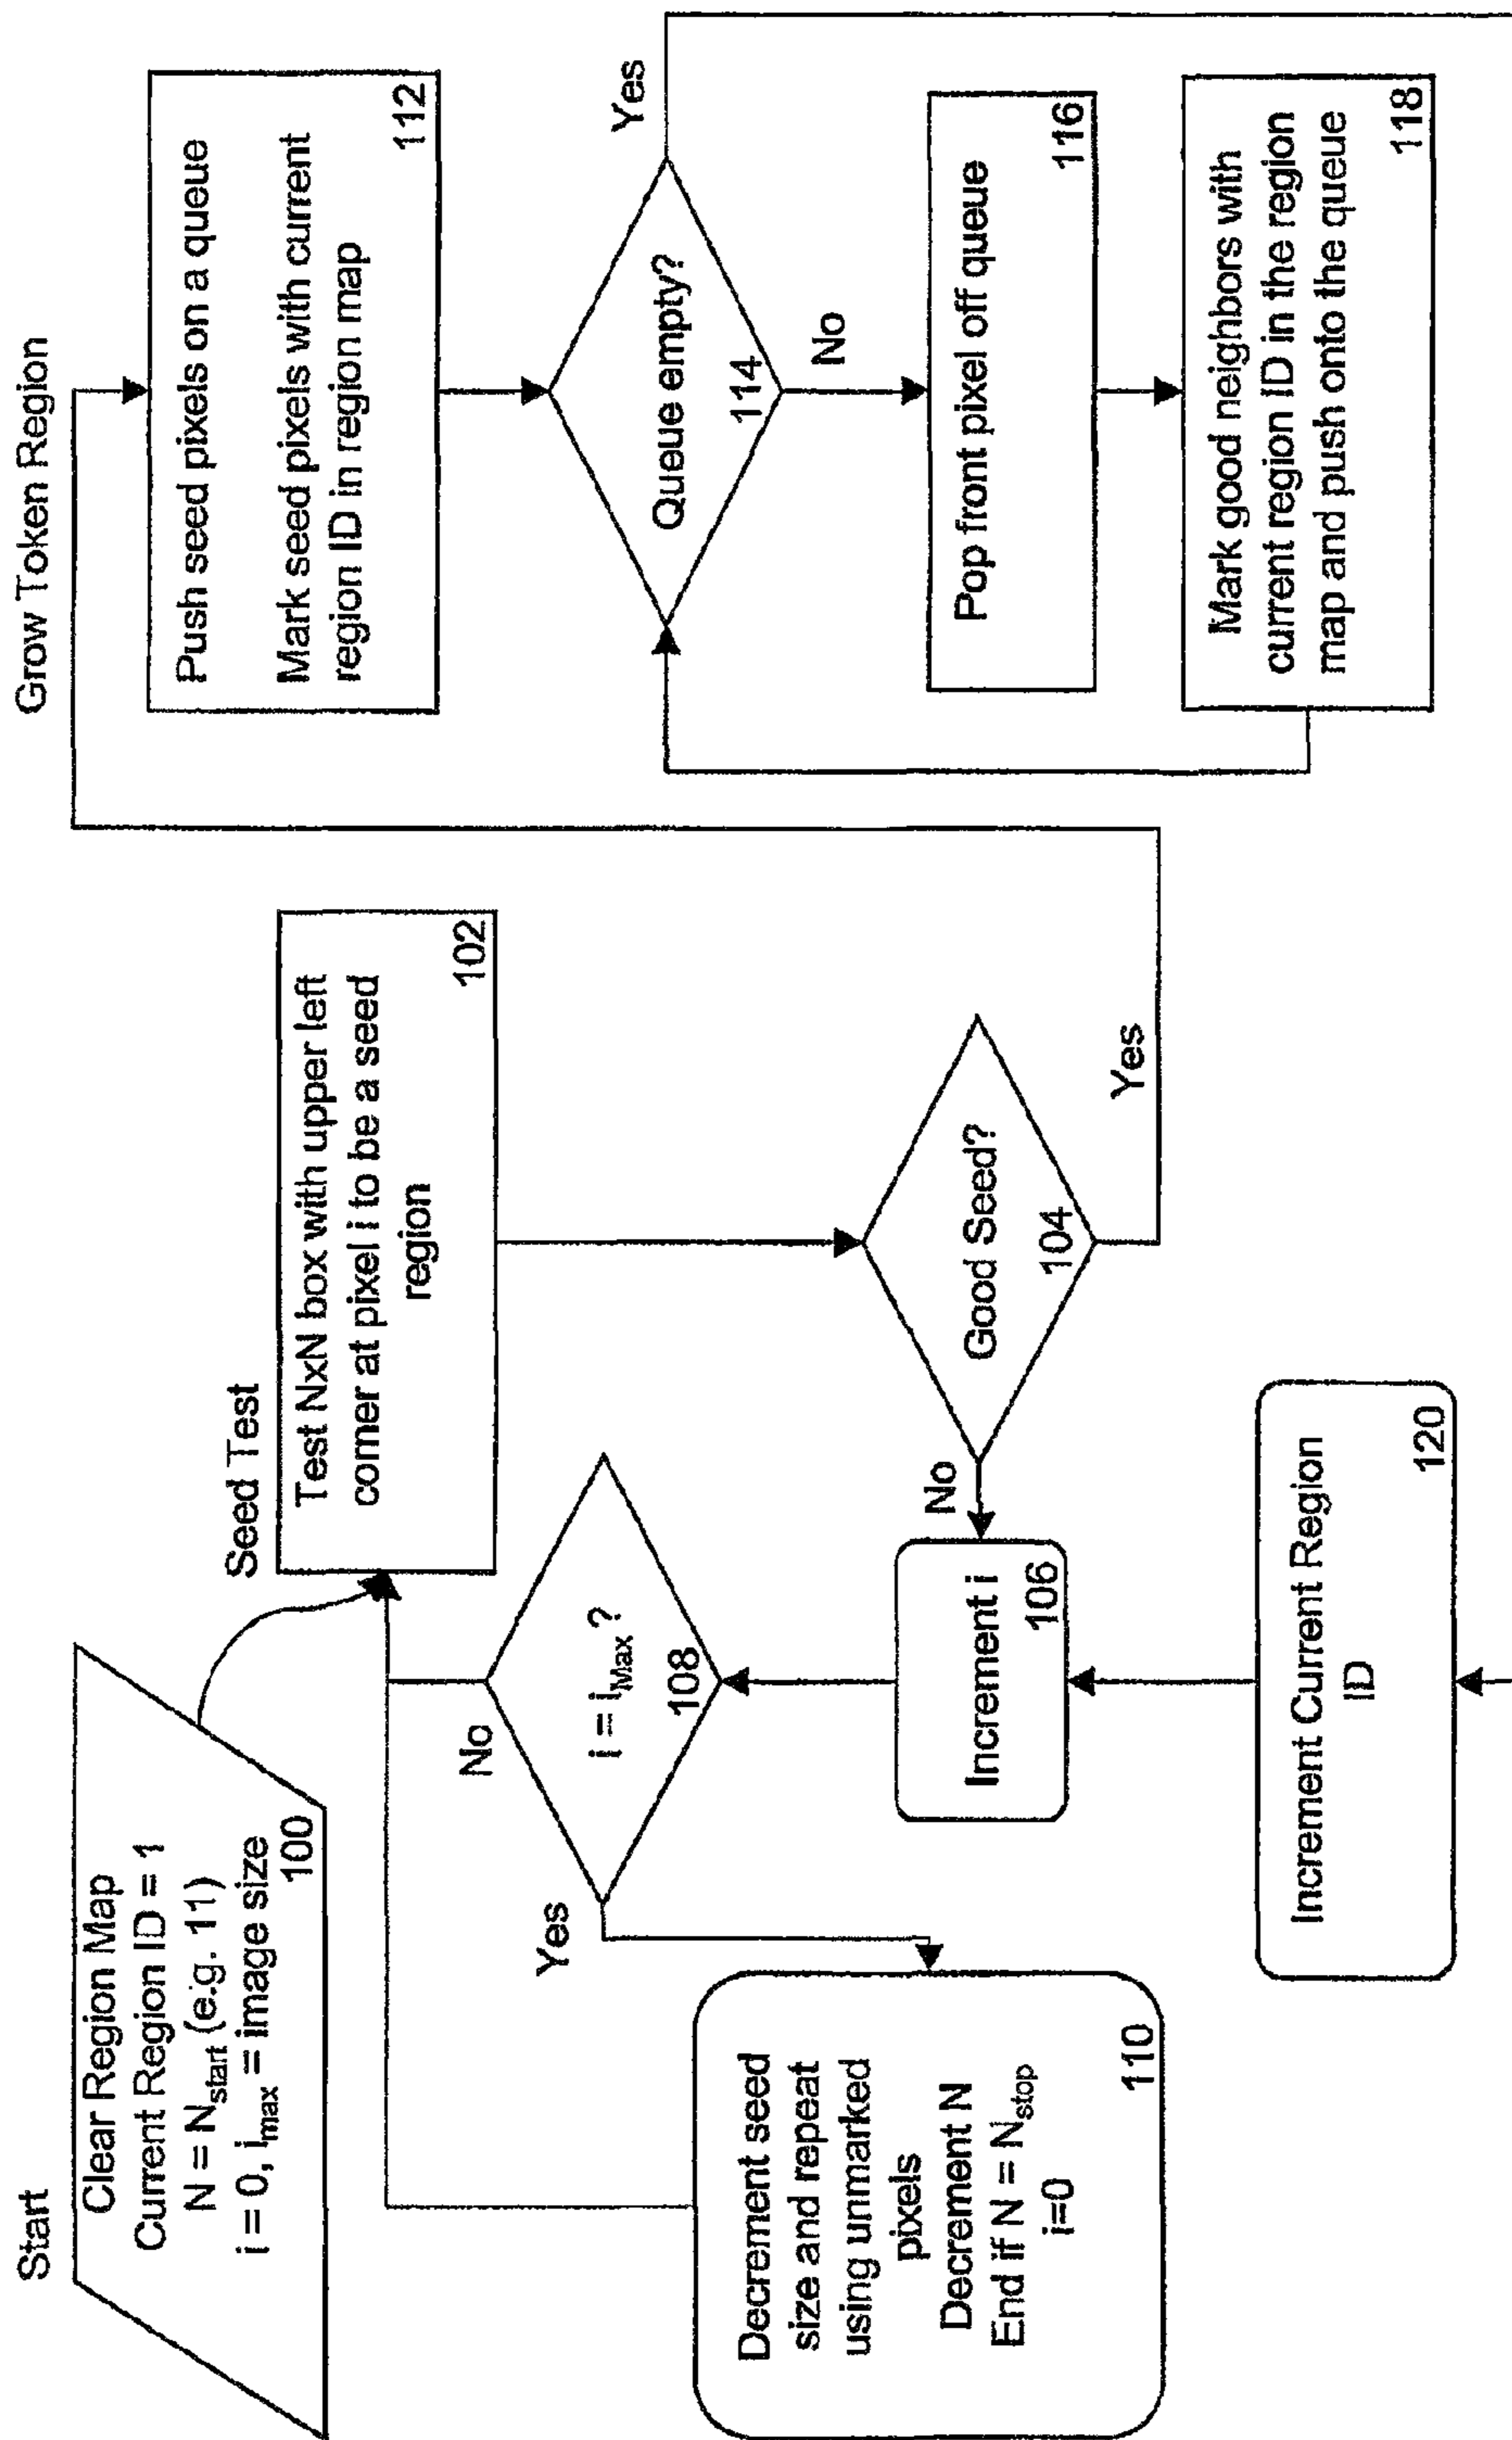 Start
Clear Region Map
Current Region ID = 1
N = Nstart (e.g. 11)
i = 0, imax = image size
100
Seed Test
Test NxN box with upper left
corner at pixel i to be a seed
region
102
Good Seed?
104
No
Yes
Increment i
106
i = iMax?
108
No
Yes
Decrement seed
size and repeat
using unmarked
pixels
Decrement N
End if N = Nstop
i=0
110
Increment Current Region
ID
120
Grow Token Region
Push seed pixels on a queue
Mark seed pixels with current
region ID in region map
112
Queue empty?
114
Yes
No
Pop front pixel off queue
116
Mark good neighbors with
current region ID in the region
map and push onto the queue
118